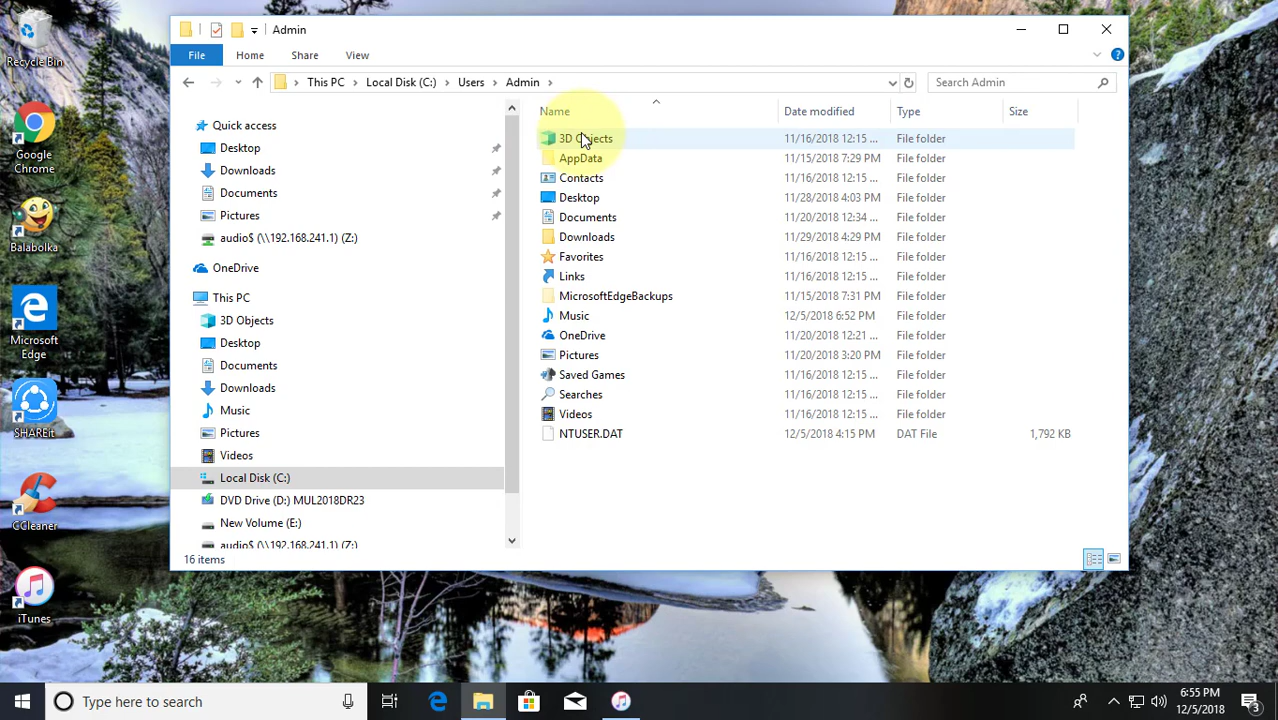 Recycle Bin
Google
Chrome
Balabolka
Microsoft
Edge
SHAREit
CCleaner
iTunes
Admin
File Home Share View
This PC Local Disk (C:) Users Admin
Search Admin
Quick access
Desktop
Downloads
Documents
Pictures
audio$ (\\192.168.241.1) (Z:)
OneDrive
This PC
3D Objects
Desktop
Documents
Downloads
Music
Pictures
Videos
Local Disk (C:)
DVD Drive (D:) MUL2018DR23
New Volume (E:)
audio$ (\\192.168.241.1) (Z:)
Name Date modified Type Size
3D Objects 11/16/2018 12:15 ... File folder
AppData 11/15/2018 7:29 PM File folder
Contacts 11/16/2018 12:15 ... File folder
Desktop 11/28/2018 4:03 PM File folder
Documents 11/20/2018 12:34 ... File folder
Downloads 11/29/2018 4:29 PM File folder
Favorites 11/16/2018 12:15 ... File folder
Links 11/16/2018 12:15 ... File folder
MicrosoftEdgeBackups 11/15/2018 7:31 PM File folder
Music 12/5/2018 6:52 PM File folder
OneDrive 11/20/2018 12:21 ... File folder
Pictures 11/20/2018 3:20 PM File folder
Saved Games 11/16/2018 12:15 ... File folder
Searches 11/16/2018 12:15 ... File folder
Videos 11/16/2018 12:15 ... File folder
NTUSER.DAT 12/5/2018 4:15 PM DAT File 1,792 KB
16 items
Type here to search
6:55 PM
12/5/2018
3